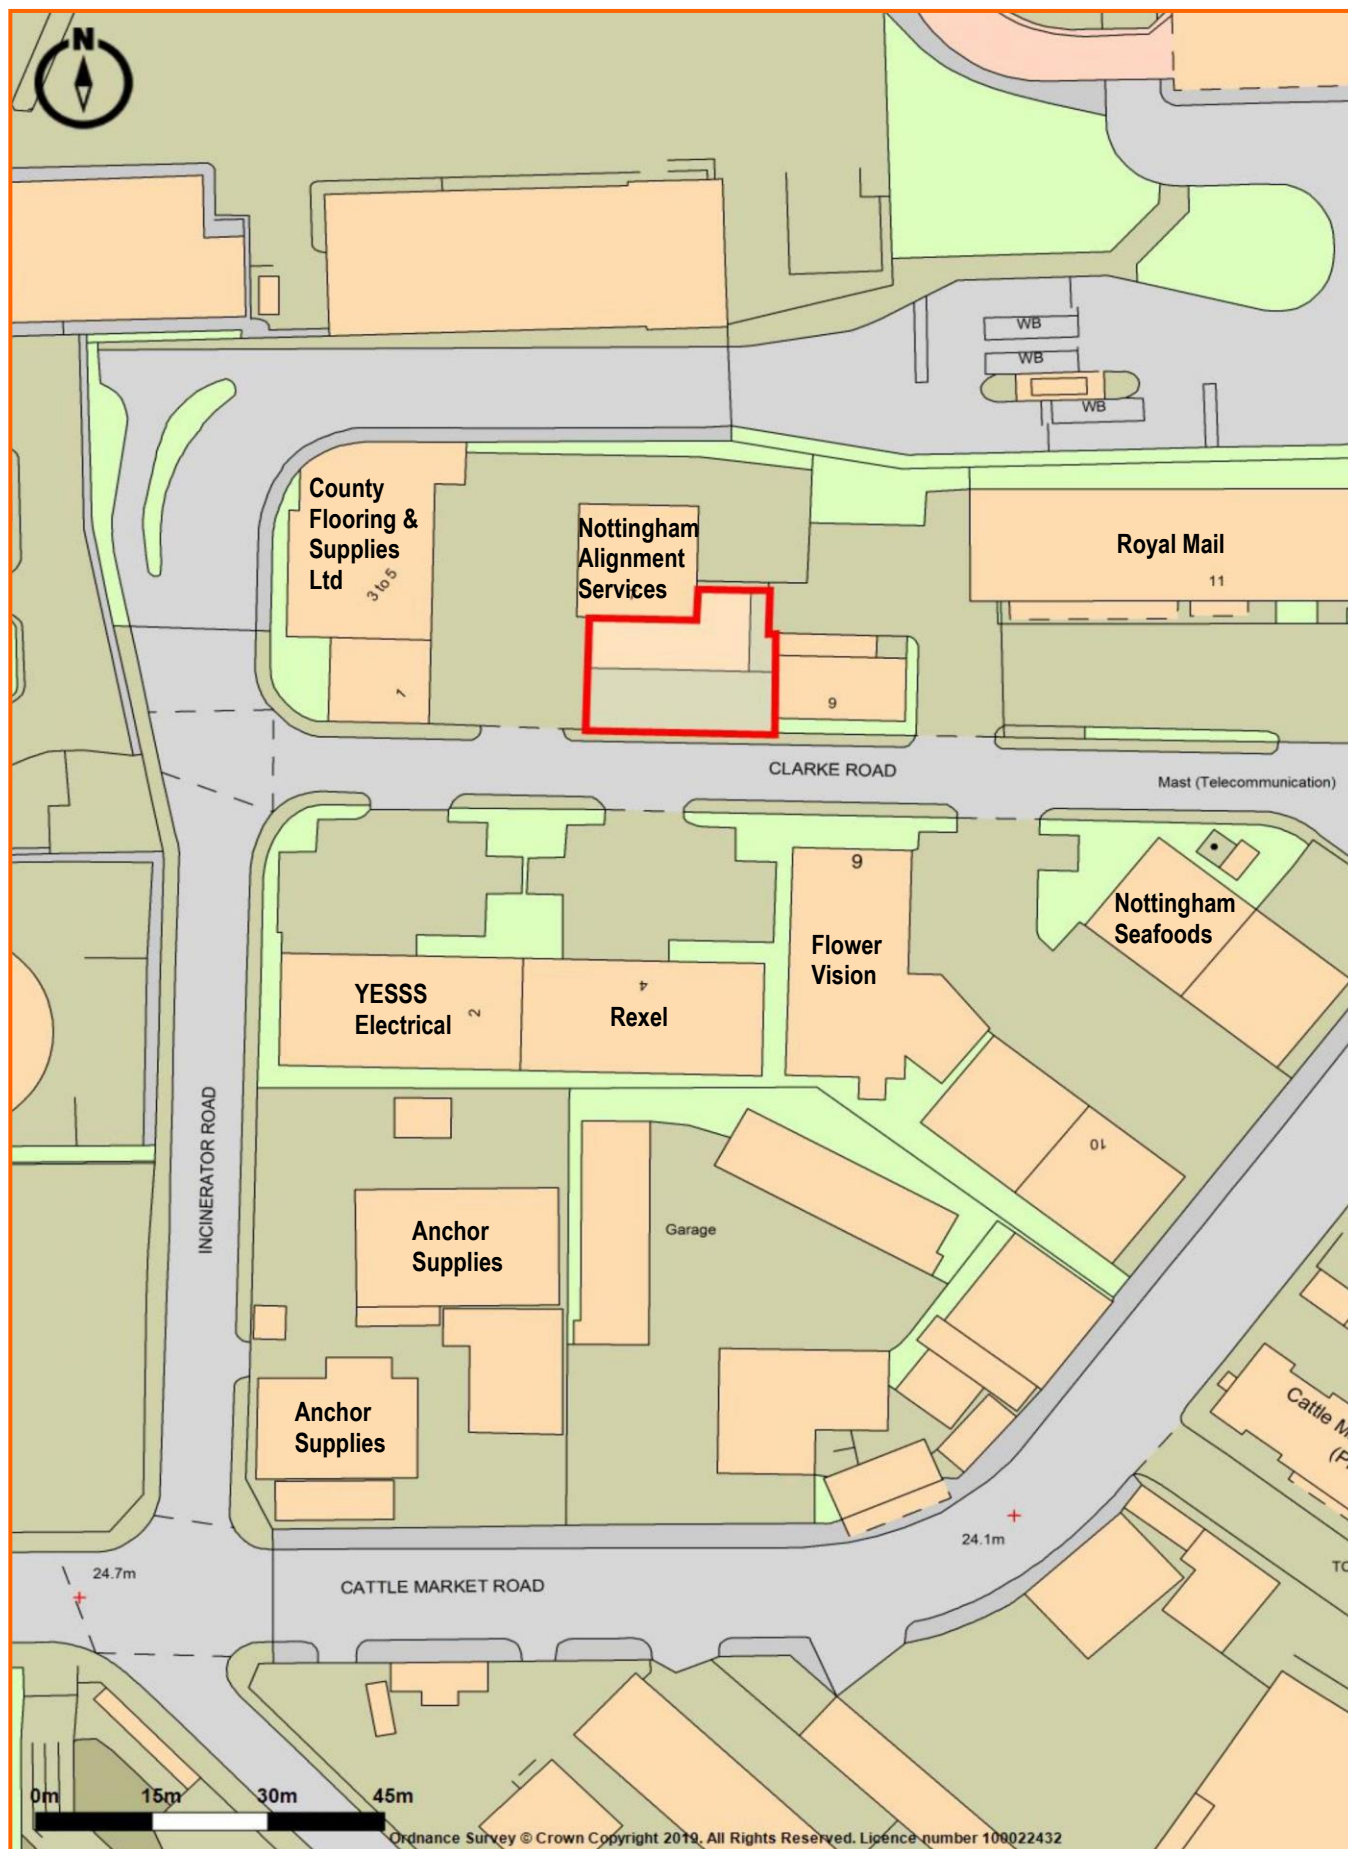 N
WB
WB
WB
County
Flooring &
Supplies
Ltd
3 to 5
Nottingham
Alignment
Services
Royal Mail
11
1
9
CLARKE ROAD
Mast (Telecommunication)
9
Flower
Vision
Nottingham
Seafoods
YESSS
Electrical
2
4
Rexel
10
INCINERATOR ROAD
Garage
Anchor
Supplies
Anchor
Supplies
Cattle M
(P
24.1m
24.7m
CATTLE MARKET ROAD
TC
0m 15m 30m 45m
Ordnance Survey © Crown Copyright 2019. All Rights Reserved. Licence number 100022432